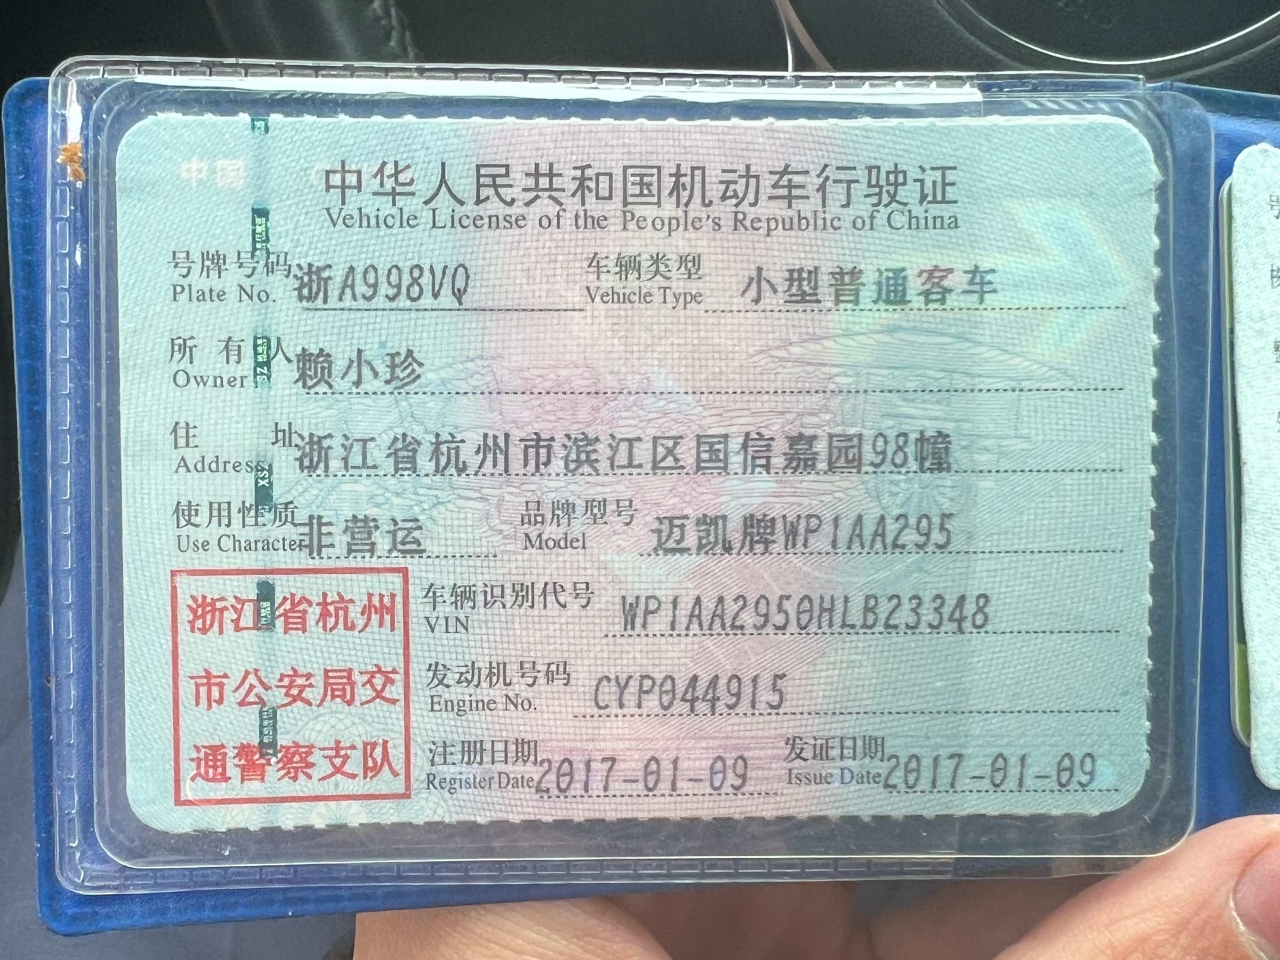 中华人民共和国机动车行驶证
Vehicle License of the People's Republic of China
号牌号码 浙A998VQ 车辆类型 小型普通客车
Plate No. Vehicle Type
所有人 赖小珍
Owner
住址 浙江省杭州市滨江区国信嘉园98幢
Address
使用性质 非营运 品牌型号 迈凯牌WP1AA295
Use Character Model
浙江省杭州
市公安局交
通警察支队
车辆识别代号 WP1AA2950HLB23348
VIN
发动机号码 CYP044915
Engine No.
注册日期 2017-01-09 发证日期 2017-01-09
Register Date Issue Date